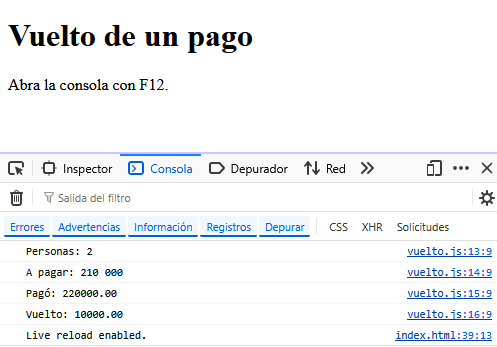 Vuelto de un pago
Abra la consola con F12.
Inspector Consola Depurador Red
Salida del filtro
Errores Advertencias Información Registros Depurar CSS XHR Solicitudes
Personas: 2 vuelto.js:13:9
A pagar: 210 000 vuelto.js:14:9
Pagó: 220000.00 vuelto.js:15:9
Vuelto: 10000.00 vuelto.js:16:9
Live reload enabled. index.html:39:13